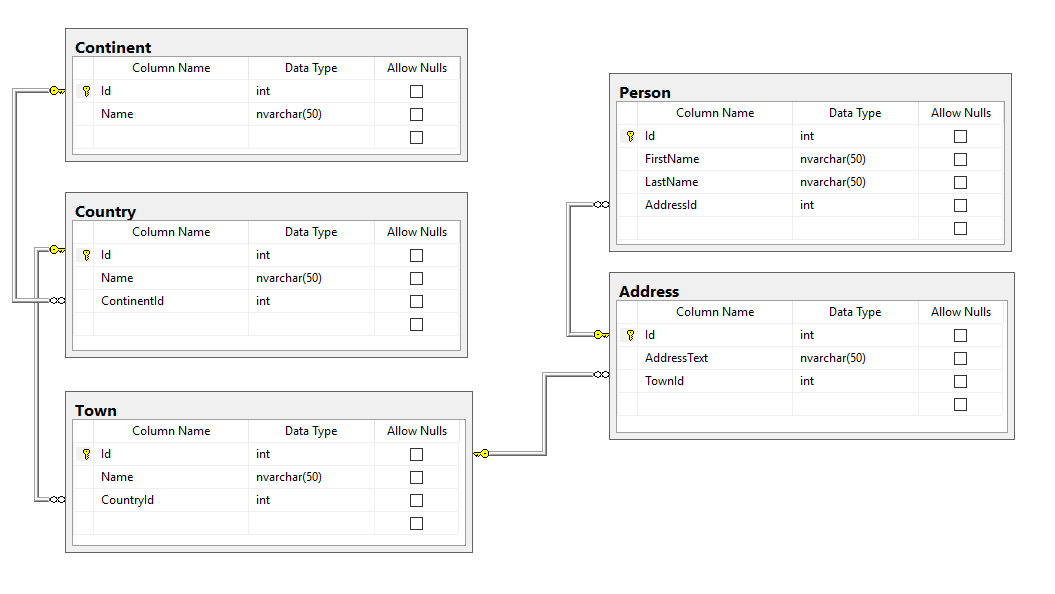 Continent
Column Name Data Type Allow Nulls
Id int
Name nvarchar(50)
Country
Column Name Data Type Allow Nulls
Id int
Name nvarchar(50)
ContinentId int
Town
Column Name Data Type Allow Nulls
Id int
Name nvarchar(50)
CountryId int
Person
Column Name Data Type Allow Nulls
Id int
FirstName nvarchar(50)
LastName nvarchar(50)
AddressId int
Address
Column Name Data Type Allow Nulls
Id int
AddressText nvarchar(50)
TownId int